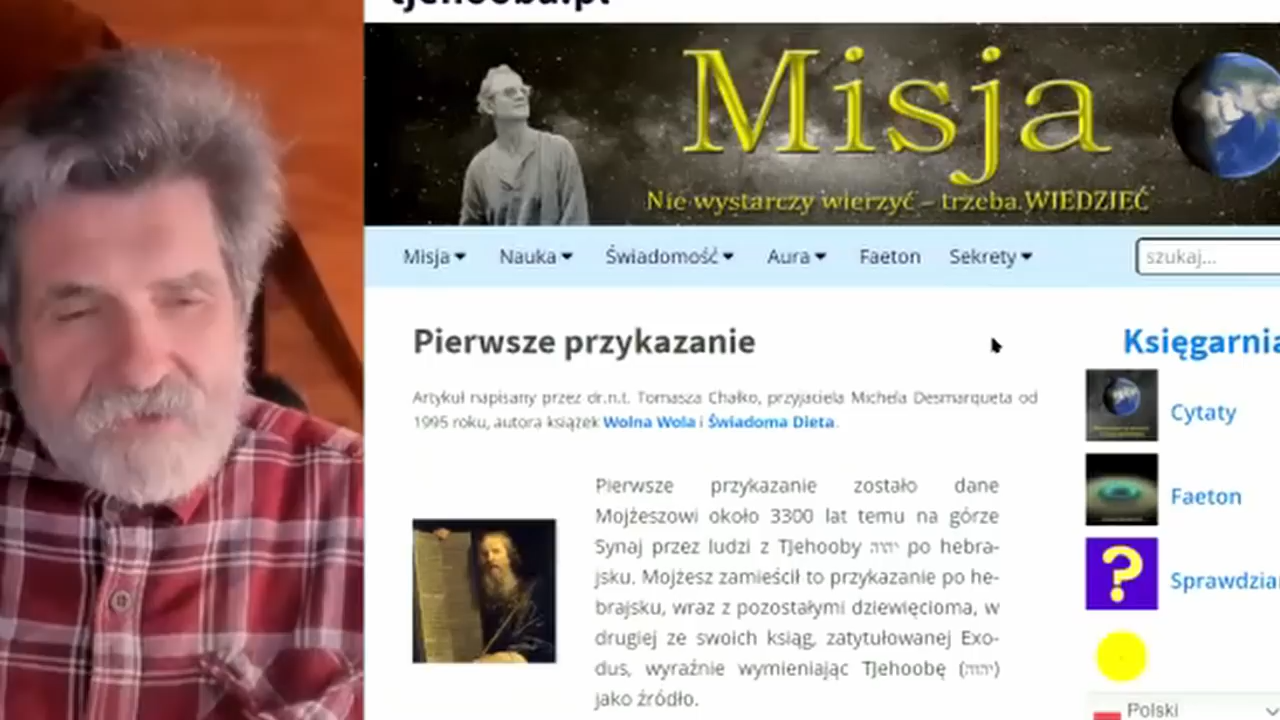 tjehooba.pl
Misja
Nie wystarczy wierzyć – trzeba WIEDZIEĆ
Misja Nauka Świadomość Aura Faeton Sekrety szukaj...
Pierwsze przykazanie
Artykuł napisany przez dr.n.t. Tomasza Chałko, przyjaciela Michela Desmarqueta od
1995 roku, autora książek Wolna Wola i Świadoma Dieta.
Pierwsze przykazanie zostało dane
Mojżeszowi około 3300 lat temu na górze
Synaj przez ludzi z TJehooby יהוה po hebra-
jsku. Mojżesz zamieścił to przykazanie po he-
brajsku, wraz z pozostałymi dziewięcioma, w
drugiej ze swoich ksiąg, zatytułowanej Exo-
dus, wyraźnie wymieniając TJehoobę (יהוה)
jako źródło.
Księgarnia
Cytaty
Faeton
?
Sprawdzian
Polski